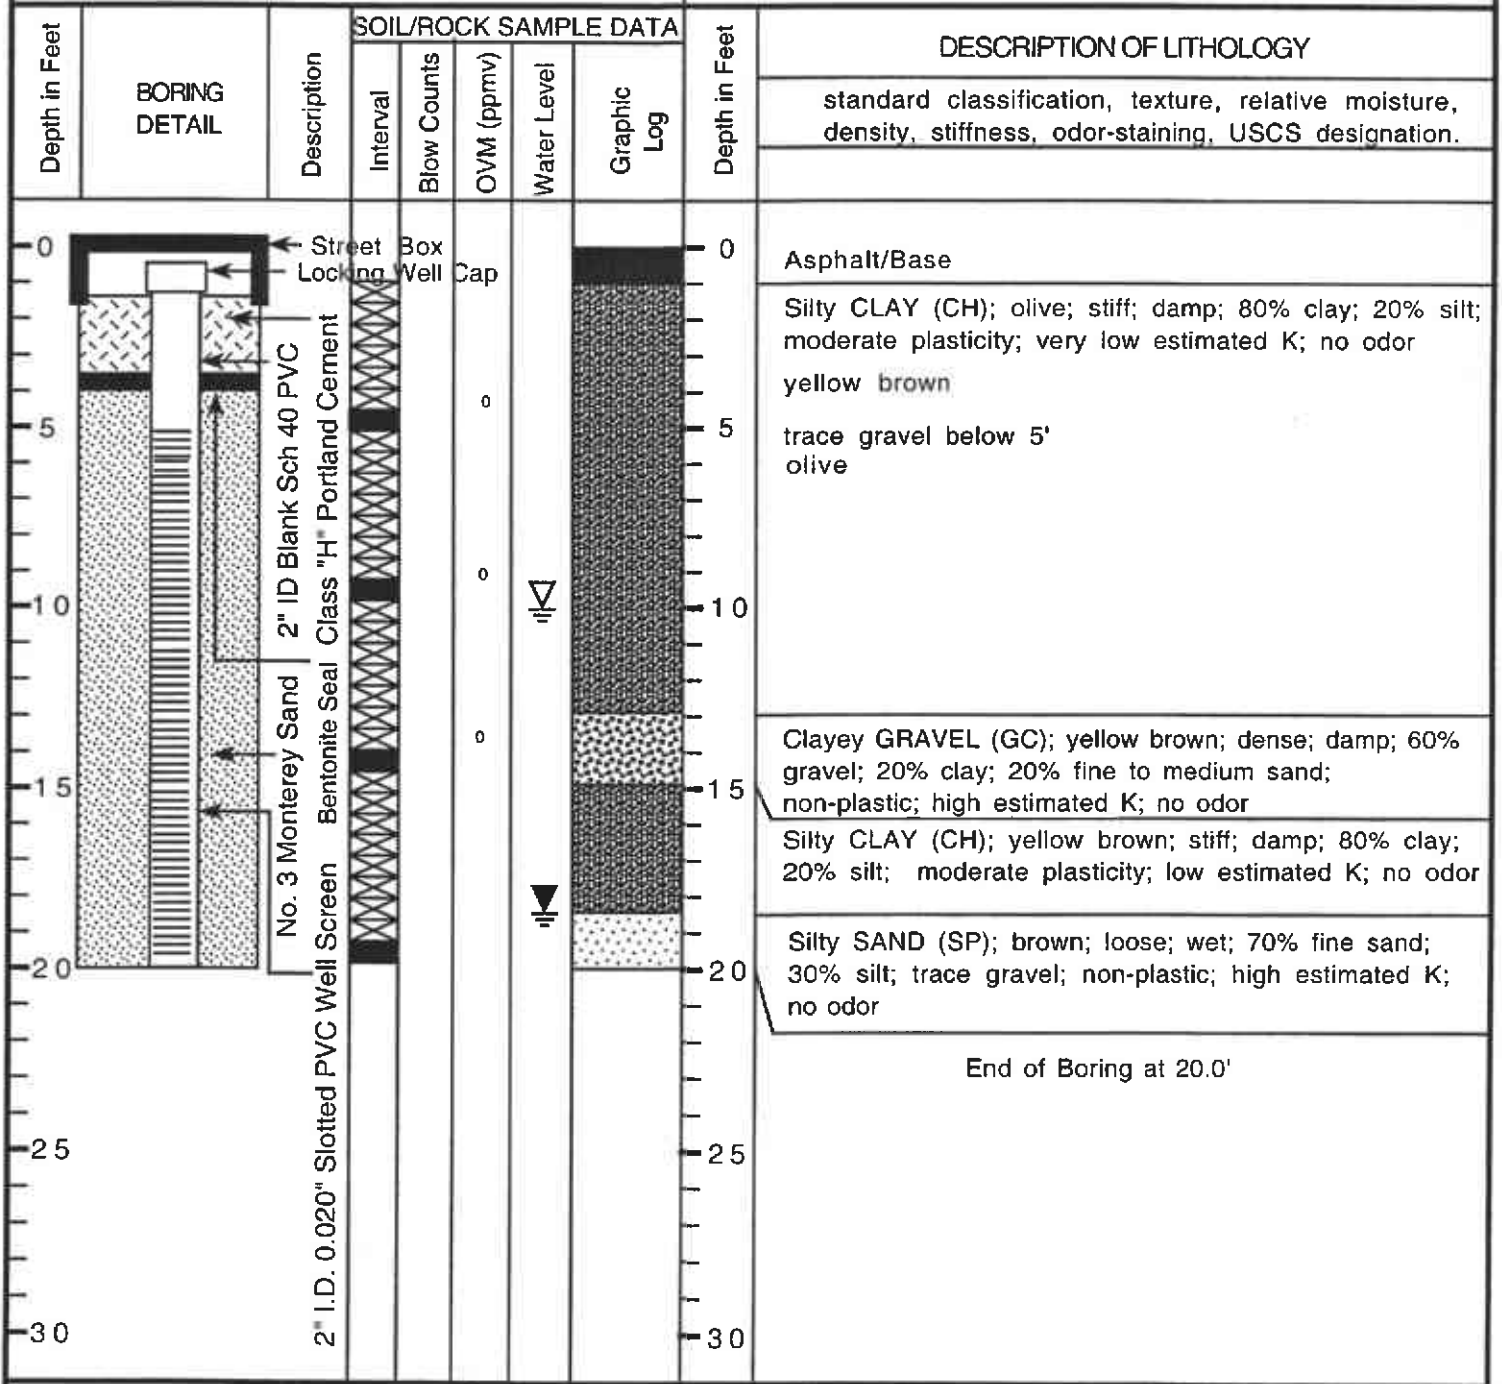 SOIL/ROCK SAMPLE DATA
Depth in Feet
BORING
DETAIL
Description
Interval
Blow Counts
OVM (ppmv)
Water Level
Graphic
Log
Depth in Feet
DESCRIPTION OF LITHOLOGY
standard classification, texture, relative moisture,
density, stiffness, odor-staining, USCS designation.
0
5
10
15
20
25
30
Street Box
Locking Well Cap
2" ID Blank Sch 40 PVC
Class "H" Portland Cement
No. 3 Monterey Sand
Bentonite Seal
2" I.D. 0.020" Slotted PVC Well Screen
0
0
0
0
5
10
15
20
25
30
Asphalt/Base
Silty CLAY (CH); olive; stiff; damp; 80% clay; 20% silt;
moderate plasticity; very low estimated K; no odor
yellow brown
trace gravel below 5'
olive
Clayey GRAVEL (GC); yellow brown; dense; damp; 60%
gravel; 20% clay; 20% fine to medium sand;
non-plastic; high estimated K; no odor
Silty CLAY (CH); yellow brown; stiff; damp; 80% clay;
20% silt; moderate plasticity; low estimated K; no odor
Silty SAND (SP); brown; loose; wet; 70% fine sand;
30% silt; trace gravel; non-plastic; high estimated K;
no odor
End of Boring at 20.0'